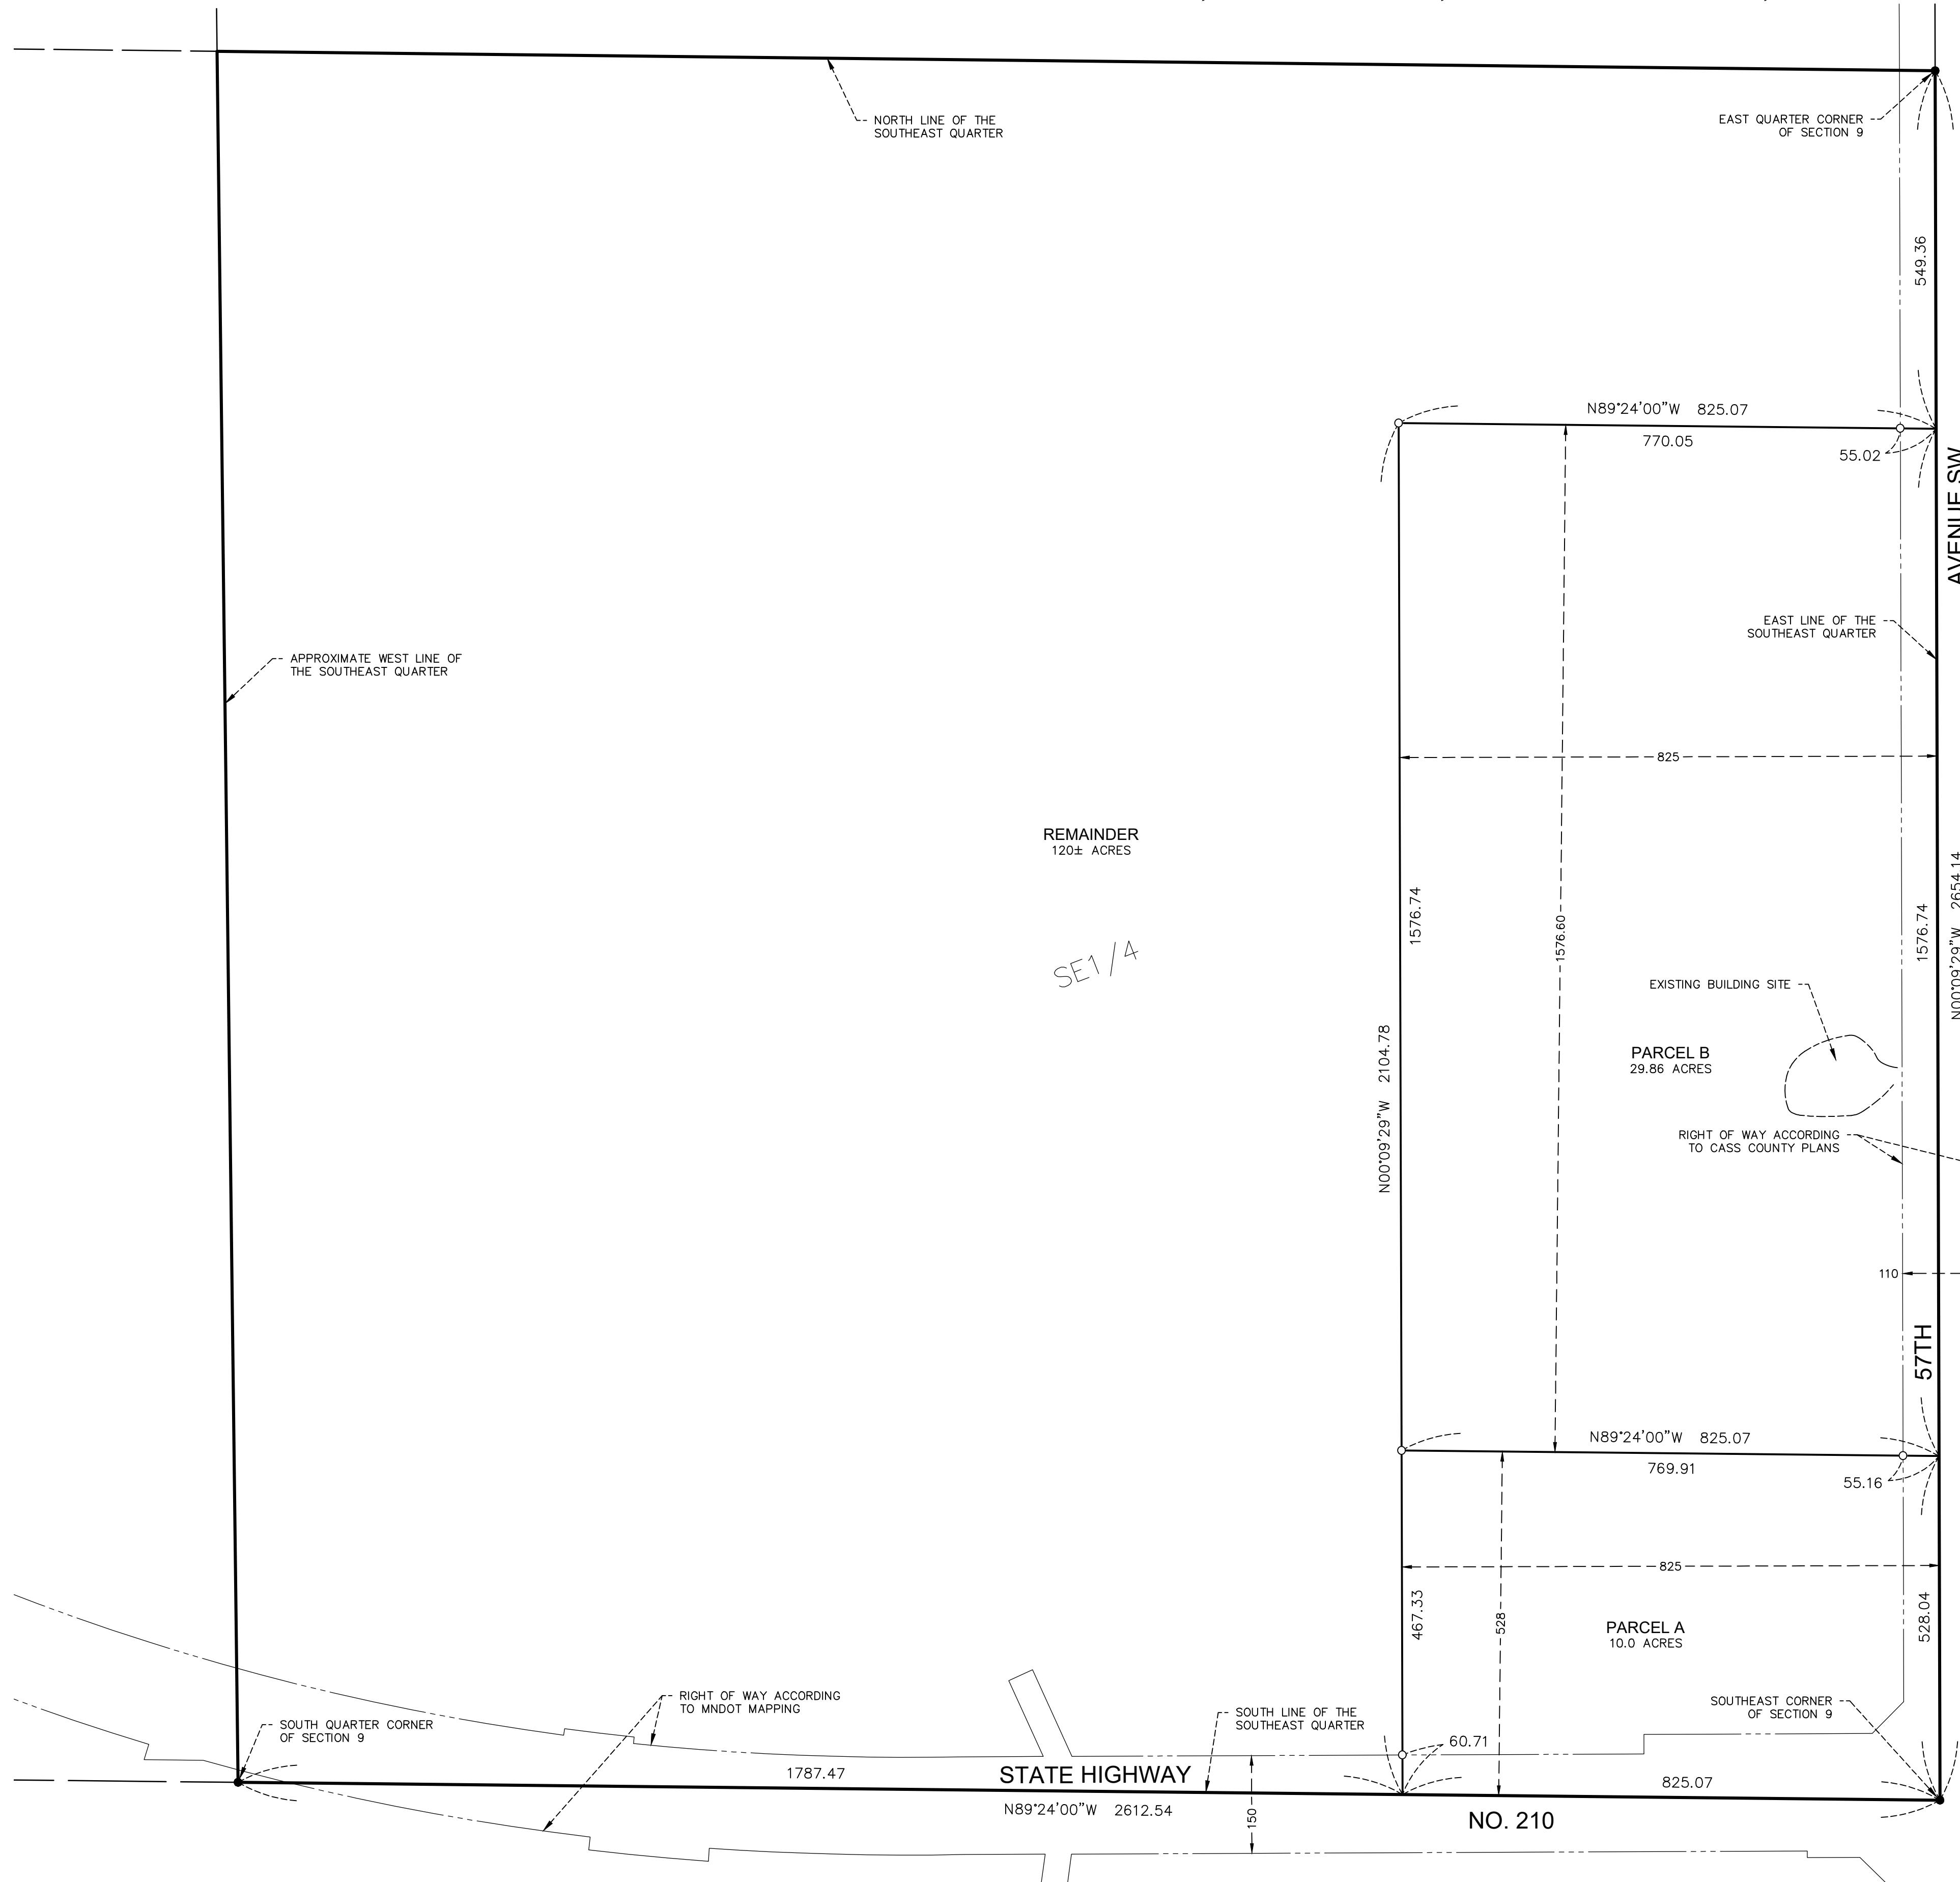 NORTH LINE OF THE
SOUTHEAST QUARTER
EAST QUARTER CORNER
OF SECTION 9
549.36
N89°24'00"W 825.07
770.05
55.02
AVENUE SW
EAST LINE OF THE
SOUTHEAST QUARTER
APPROXIMATE WEST LINE OF
THE SOUTHEAST QUARTER
825
REMAINDER
120± ACRES
1576.74
1576.60
1576.74
N00°09'29"W 2654.14
SE1/4
EXISTING BUILDING SITE
PARCEL B
29.86 ACRES
N00°09'29"W 2104.78
RIGHT OF WAY ACCORDING
TO CASS COUNTY PLANS
110
57TH
N89°24'00"W 825.07
769.91
55.16
825
467.33
528
528.04
PARCEL A
10.0 ACRES
RIGHT OF WAY ACCORDING
TO MNDOT MAPPING
SOUTH QUARTER CORNER
OF SECTION 9
SOUTH LINE OF THE
SOUTHEAST QUARTER
SOUTHEAST CORNER
OF SECTION 9
60.71
1787.47
STATE HIGHWAY
825.07
N89°24'00"W 2612.54
150
NO. 210